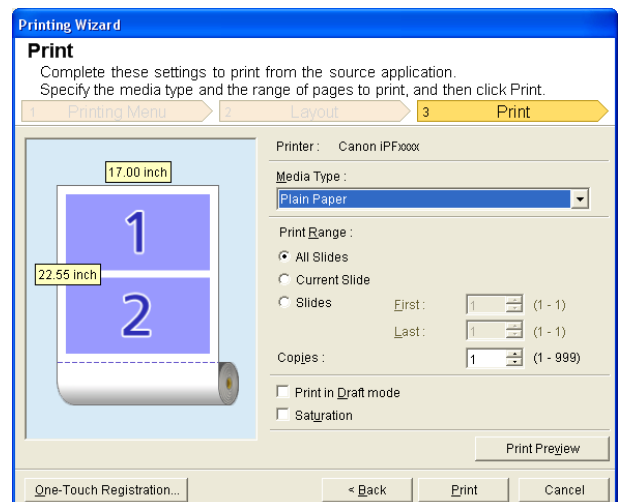 Printing Wizard
Print
Complete these settings to print from the source application.
Specify the media type and the range of pages to print, and then click Print.
1 Printing Menu 2 Layout 3 Print
Printer : Canon iPFxxxx
17.00 inch
Media Type :
Plain Paper
1
Print Range :
All Slides
22.55 inch
Current Slide
2
Slides First : 1 (1 - 1)
Last : 1 (1 - 1)
Copies : 1 (1 - 999)
Print in Draft mode
Saturation
Print Preview
One-Touch Registration... < Back Print Cancel